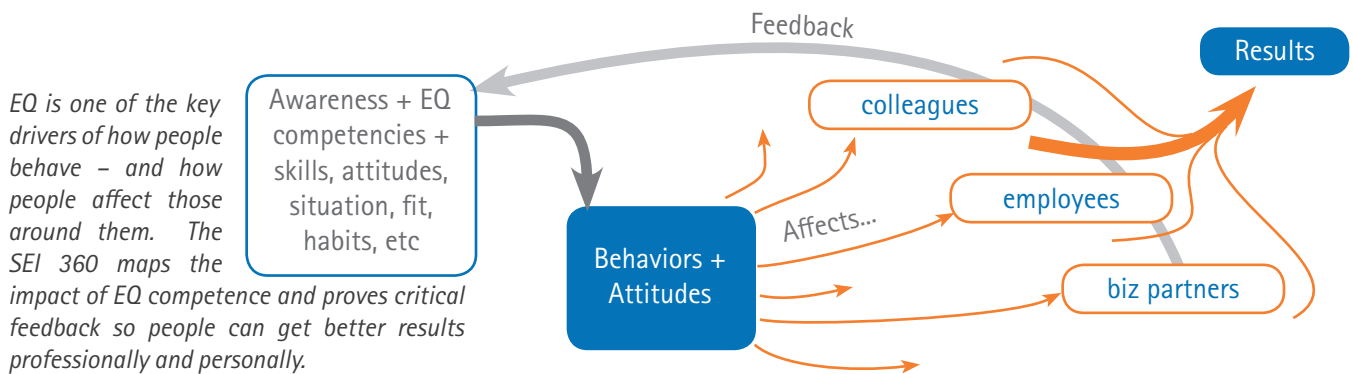 EQ is one of the key
drivers of how people
behave – and how
people affect those
around them. The
SEI 360 maps the
impact of EQ competence and proves critical
feedback so people can get better results
professionally and personally.
Awareness + EQ
competencies +
skills, attitudes,
situation, fit,
habits, etc
Feedback
Behaviors +
Attitudes
Affects...
colleagues
employees
biz partners
Results